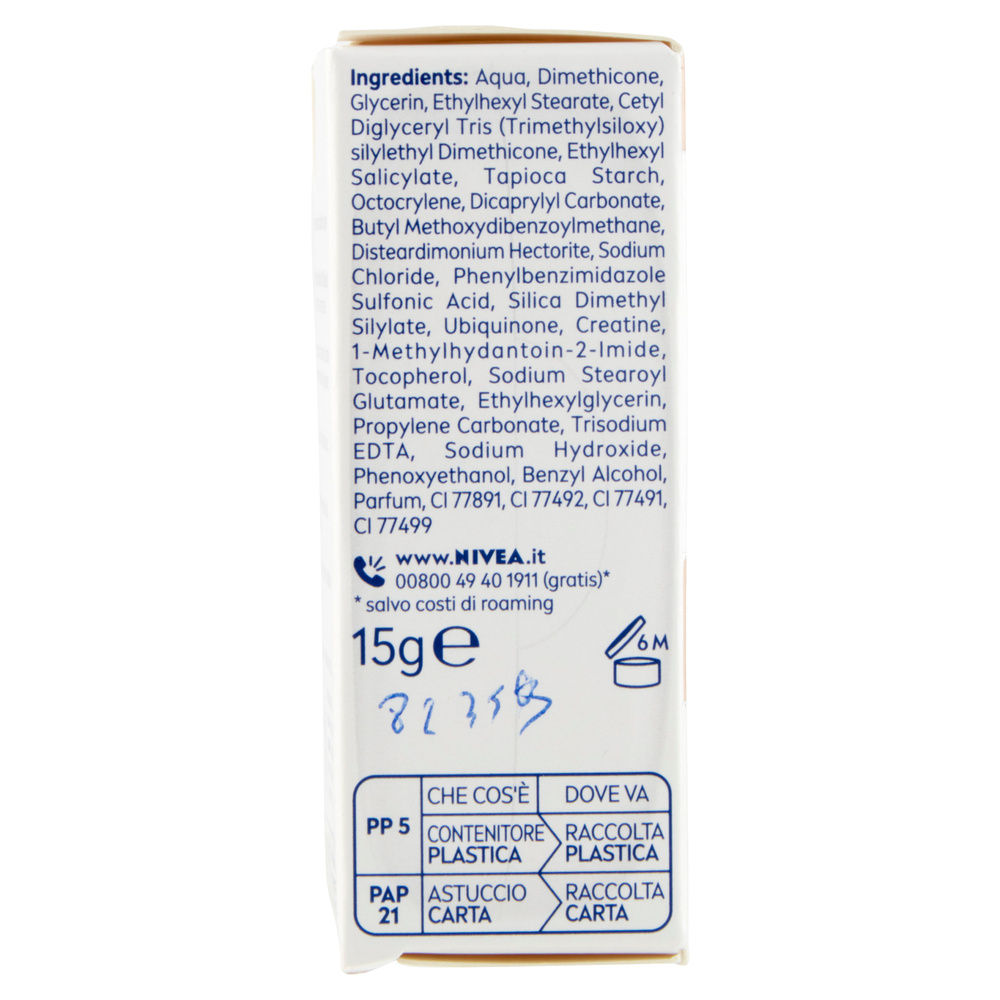 Ingredients: Aqua, Dimethicone,
Glycerin, Ethylhexyl Stearate, Cetyl
Diglyceryl Tris (Trimethylsiloxy)
silylethyl Dimethicone, Ethylhexyl
Salicylate, Tapioca Starch,
Octocrylene, Dicaprylyl Carbonate,
Butyl Methoxydibenzoylmethane,
Disteardimonium Hectorite, Sodium
Chloride, Phenylbenzimidazole
Sulfonic Acid, Silica Dimethyl
Silylate, Ubiquinone, Creatine,
1-Methylhydantoin-2-Imide,
Tocopherol, Sodium Stearoyl
Glutamate, Ethylhexylglycerin,
Propylene Carbonate, Trisodium
EDTA, Sodium Hydroxide,
Phenoxyethanol, Benzyl Alcohol,
Parfum, CI 77891, CI 77492, CI 77491,
CI 77499
www.NIVEA.it
00800 49 40 1911 (gratis)*
* salvo costi di roaming
15g e
6 M
CHE COS'È DOVE VA
PP 5
CONTENITORE RACCOLTA
PLASTICA PLASTICA
PAP ASTUCCIO RACCOLTA
21 CARTA CARTA